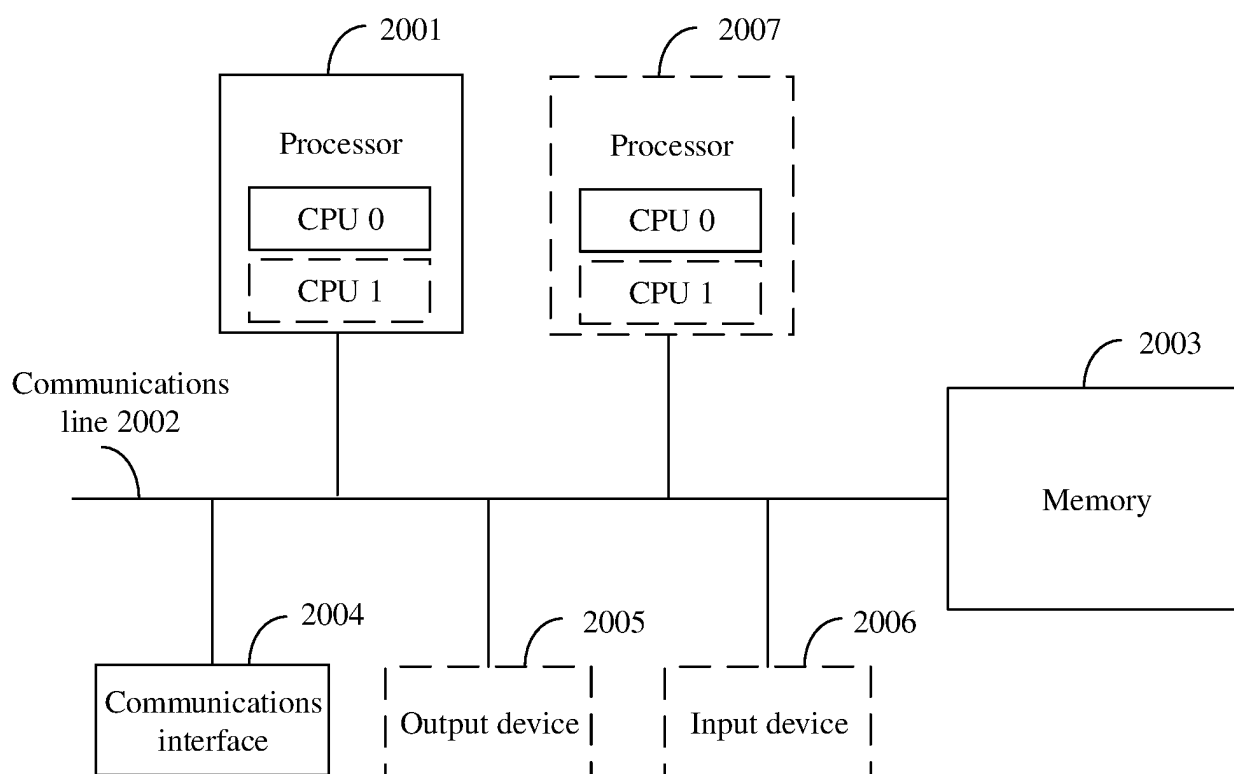 2001
2007
Processor
Processor
CPU 0
CPU 0
CPU 1
CPU 1
2003
Communications
line 2002
Memory
2004
2005
2006
Communications
interface
Output device
Input device